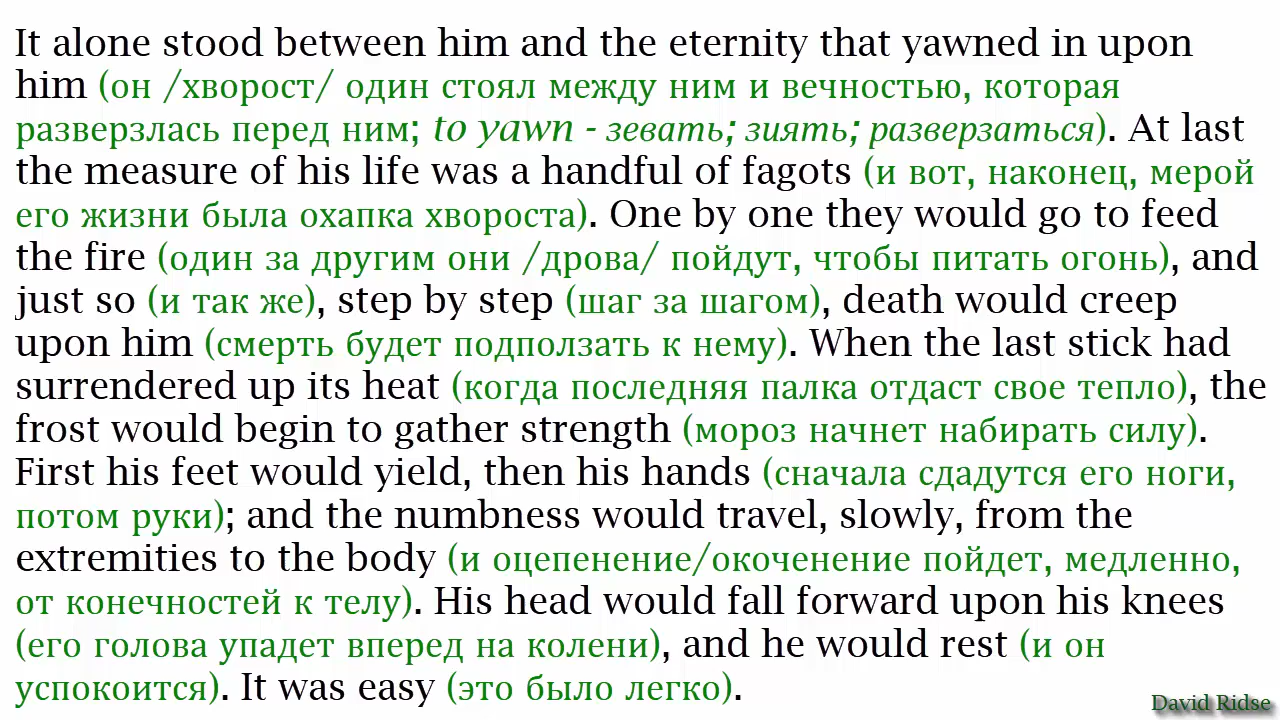 It alone stood between him and the eternity that yawned in upon
him (он /хворост/ один стоял между ним и вечностью, которая
разверзлась перед ним; to yawn - зевать; зиять; разверзаться). At last
the measure of his life was a handful of fagots (и вот, наконец, мерой
его жизни была охапка хвороста). One by one they would go to feed
the fire (один за другим они /дрова/ пойдут, чтобы питать огонь), and
just so (и так же), step by step (шаг за шагом), death would creep
upon him (смерть будет подползать к нему). When the last stick had
surrendered up its heat (когда последняя палка отдаст свое тепло), the
frost would begin to gather strength (мороз начнет набирать силу).
First his feet would yield, then his hands (сначала сдадутся его ноги,
потом руки); and the numbness would travel, slowly, from the
extremities to the body (и оцепенение/окоченение пойдет, медленно,
от конечностей к телу). His head would fall forward upon his knees
(его голова упадет вперед на колени), and he would rest (и он
успокоится). It was easy (это было легко).
David Ridse